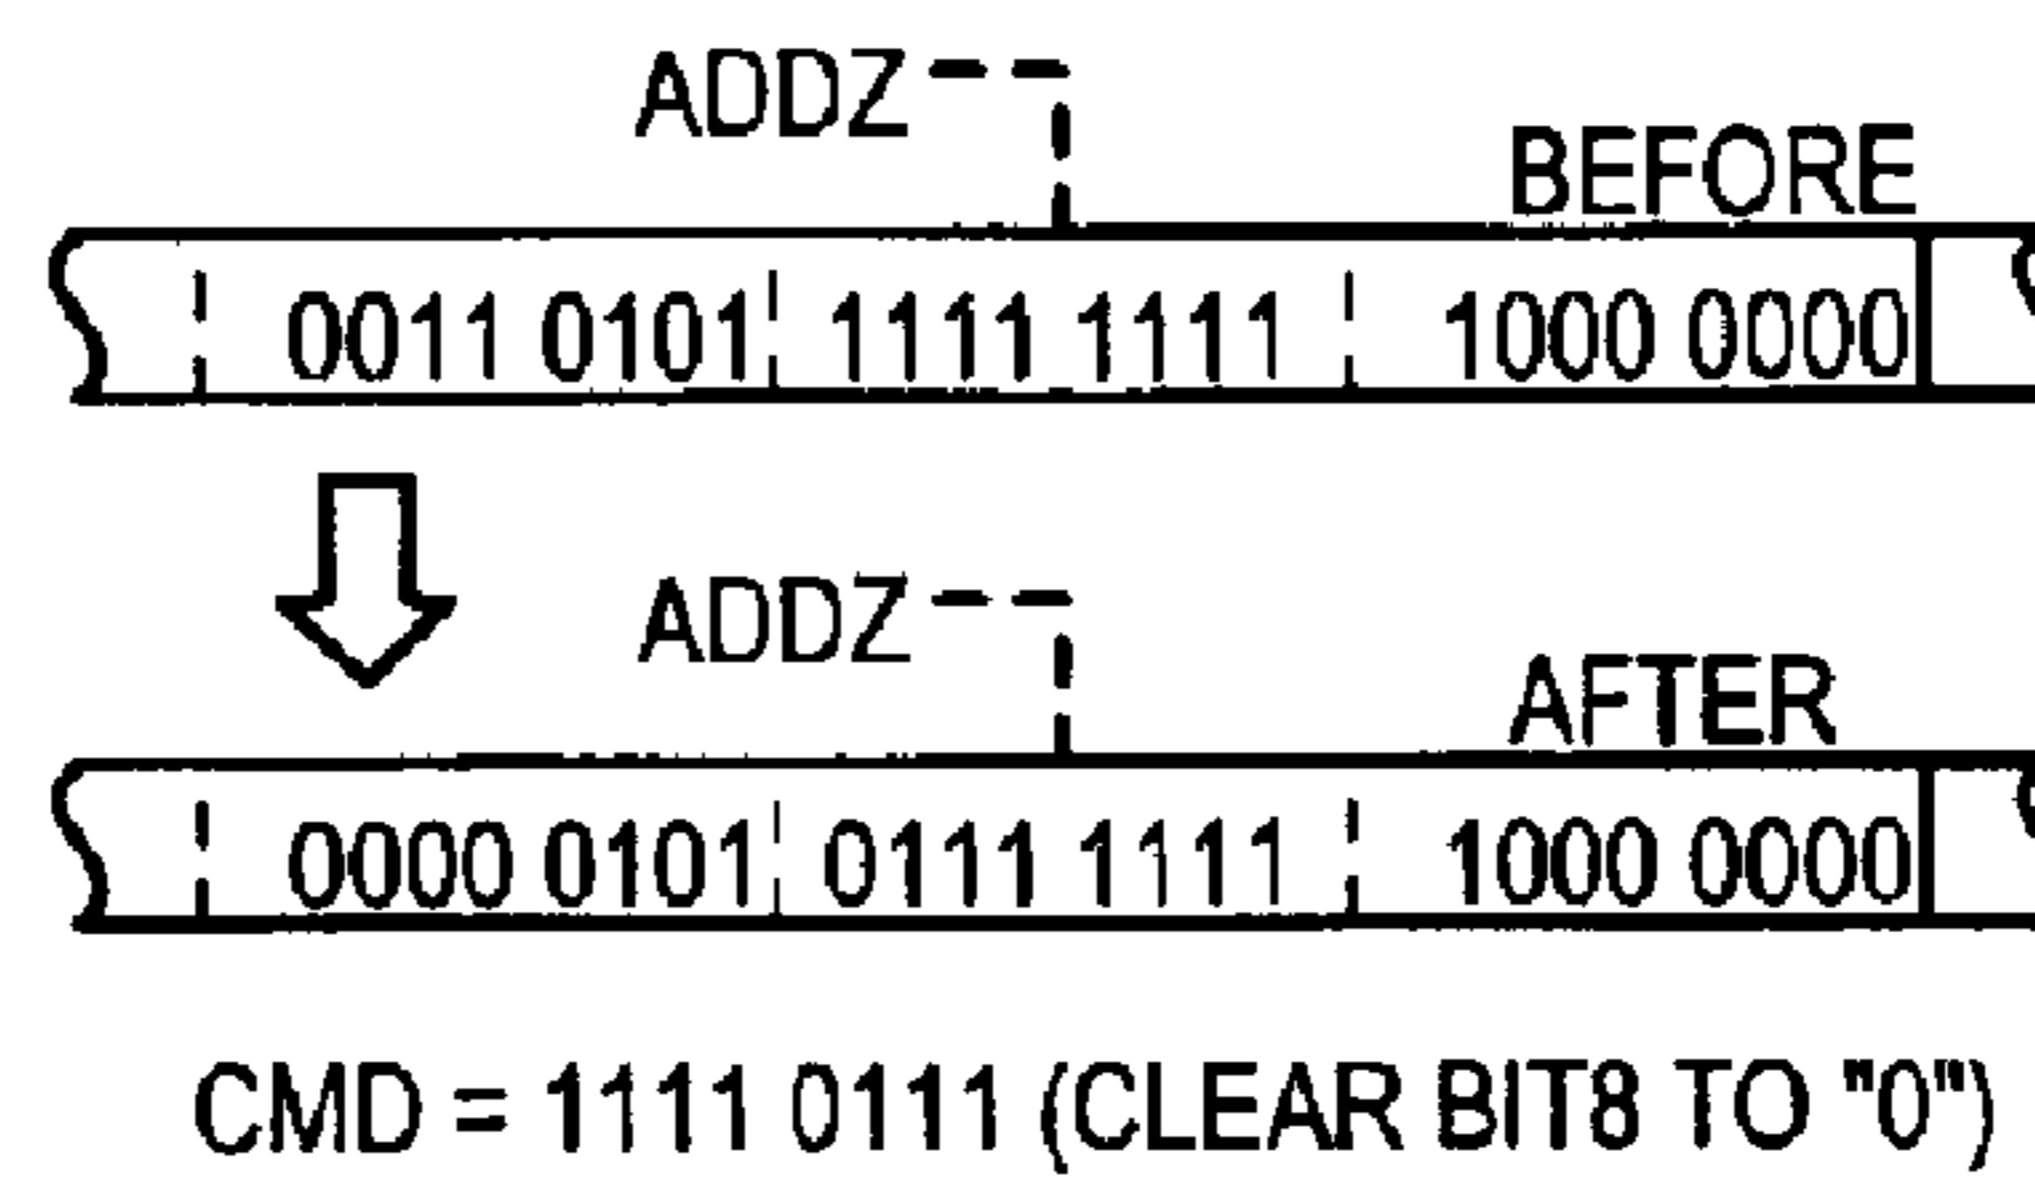 ADDZ
BEFORE
0011 0101 1111 1111 1000 0000
ADDZ
AFTER
0000 0101 0111 1111 1000 0000
CMD = 1111 0111 (CLEAR BIT8 TO "0")